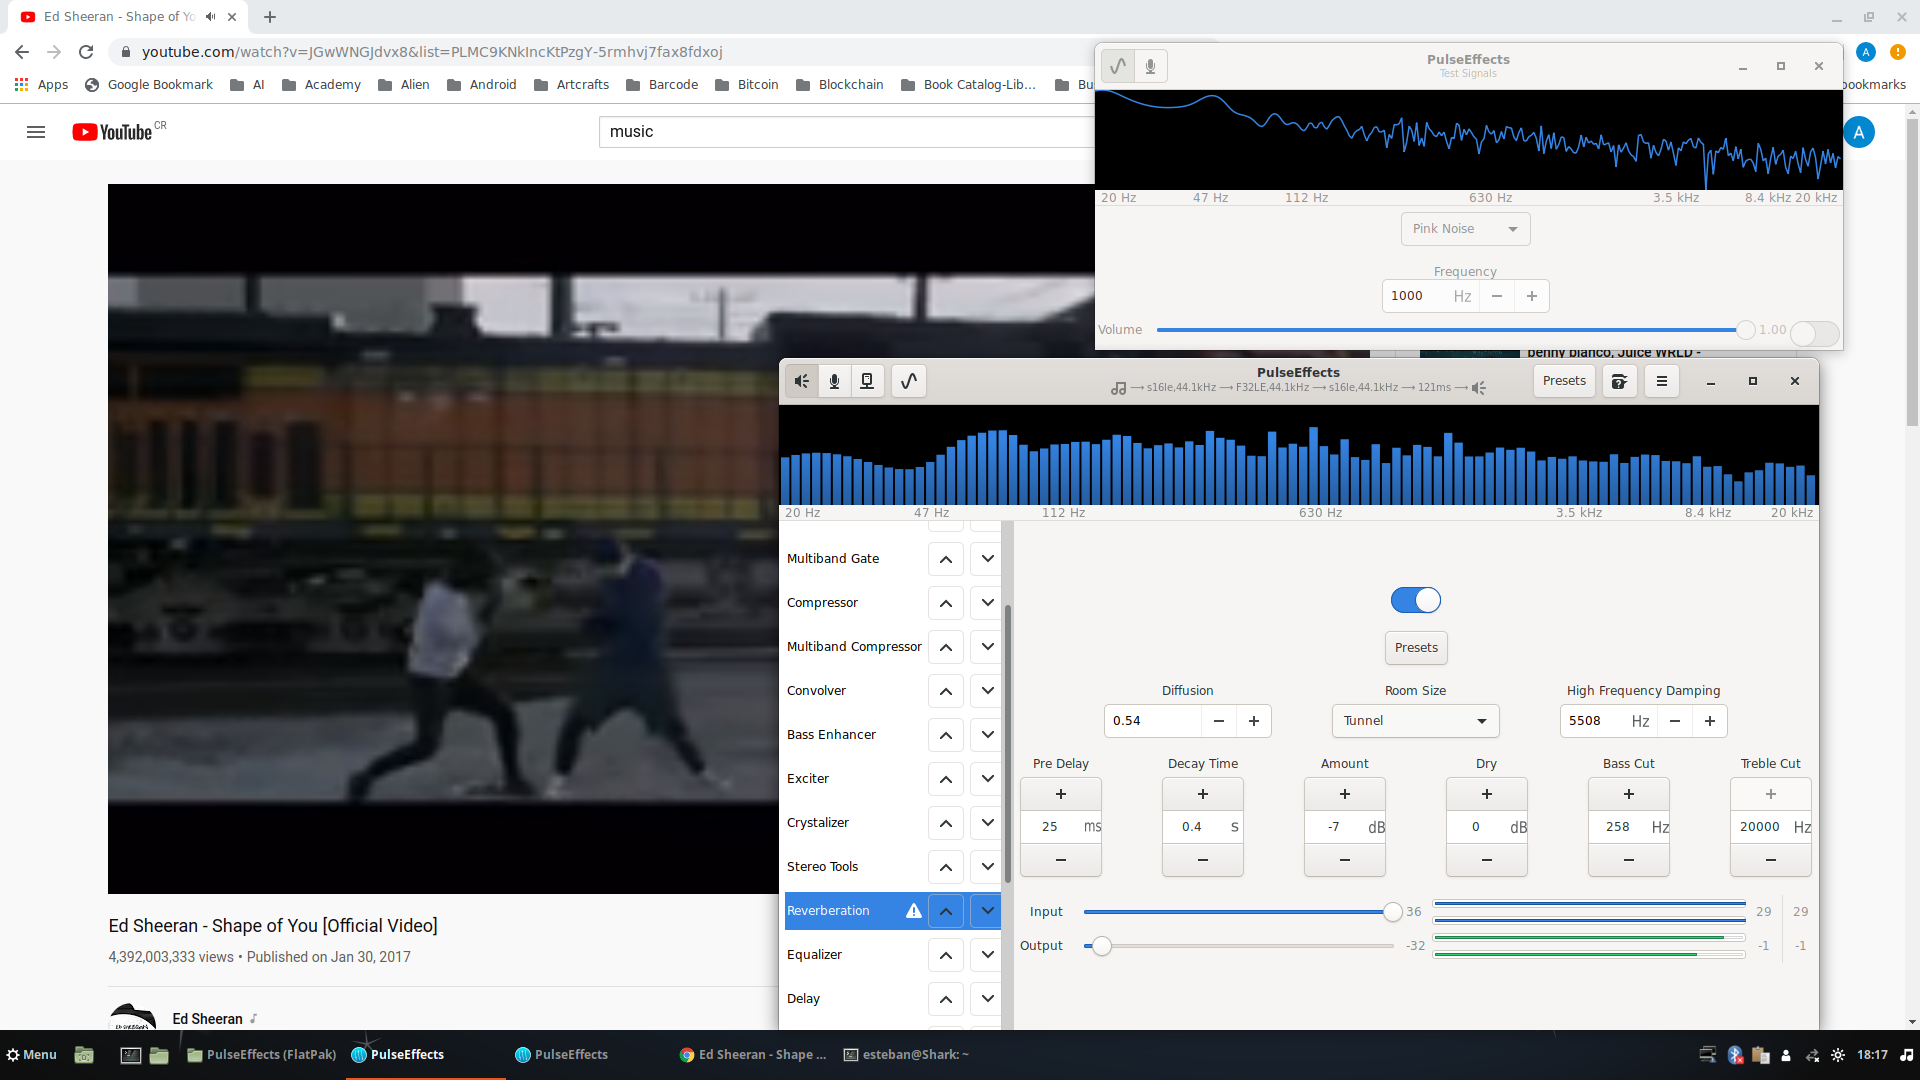 Ed Sheeran - Shape of Yo
youtube.com/watch?v=JGwWNGJdvx8&list=PLMC9KNkIncKtPzgY-5rmhvj7fax8fdxoj
A
Apps Google Bookmark AI Academy Alien Android Artcrafts Barcode Bitcoin Blockchain Book Catalog-Lib... Bu ookmarks
YouTube CR
music
A
PulseEffects
Test Signals
20 Hz 47 Hz 112 Hz 630 Hz 3.5 kHz 8.4 kHz 20 kHz
Pink Noise
Frequency
1000 Hz
Volume 1.00
benny blanco, Juice WRLD -
PulseEffects
s16le,44.1kHz → F32LE,44.1kHz → s16le,44.1kHz → 121ms →
Presets
20 Hz 47 Hz 112 Hz 630 Hz 3.5 kHz 8.4 kHz 20 kHz
Multiband Gate
Compressor
Multiband Compressor
Convolver
Bass Enhancer
Exciter
Crystalizer
Stereo Tools
Reverberation
Equalizer
Delay
Presets
Diffusion Room Size High Frequency Damping
0.54 Tunnel 5508 Hz
Pre Delay Decay Time Amount Dry Bass Cut Treble Cut
25 ms 0.4 s -7 dB 0 dB 258 Hz 20000 Hz
Input 36 29 29
Output -32 -1 -1
Ed Sheeran - Shape of You [Official Video]
4,392,003,333 views • Published on Jan 30, 2017
Ed Sheeran
Menu PulseEffects (FlatPak) PulseEffects PulseEffects Ed Sheeran - Shape ... esteban@Shark: ~ 18:17